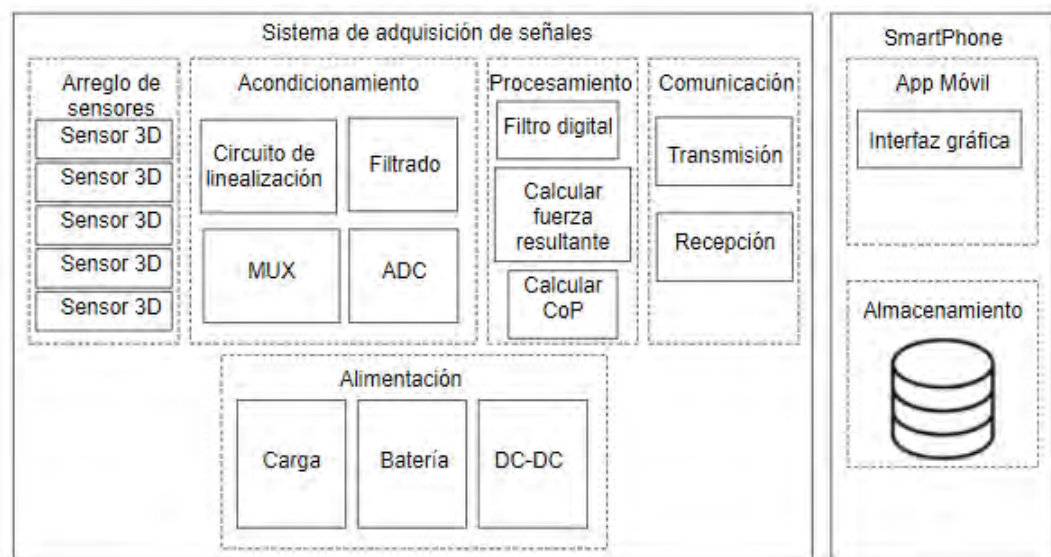 Sistema de adquisición de señales
Arreglo de
sensores
Sensor 3D
Sensor 3D
Sensor 3D
Sensor 3D
Sensor 3D
Acondicionamiento
Circuito de
linealización
Filtrado
MUX
ADC
Procesamiento
Filtro digital
Calcular
fuerza
resultante
Calcular
CoP
Comunicación
Transmisión
Recepción
Alimentación
Carga
Batería
DC-DC
SmartPhone
App Móvil
Interfaz gráfica
Almacenamiento